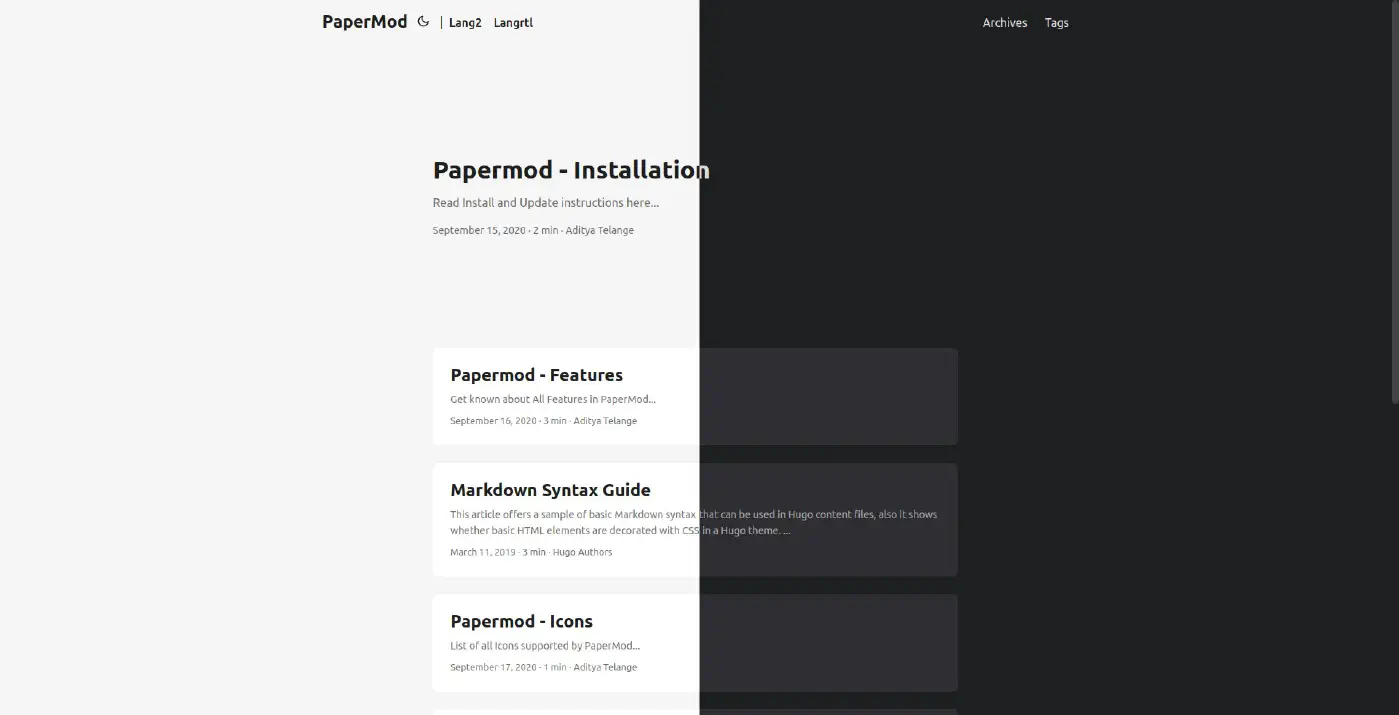 PaperMod | Lang2 Langrtl Archives Tags
Papermod - Installation
Read Install and Update instructions here...
September 15, 2020 · 2 min · Aditya Telange
Papermod - Features
Get known about All Features in PaperMod...
September 16, 2020 · 3 min · Aditya Telange
Markdown Syntax Guide
This article offers a sample of basic Markdown syntax that can be used in Hugo content files, also it shows
whether basic HTML elements are decorated with CSS in a Hugo theme. ...
March 11, 2019 · 3 min · Hugo Authors
Papermod - Icons
List of all Icons supported by PaperMod...
September 17, 2020 · 1 min · Aditya Telange